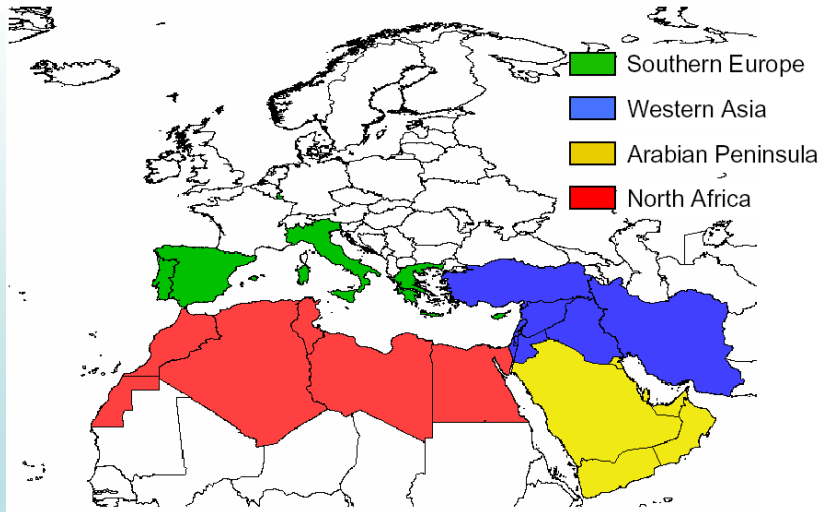 Southern Europe
Western Asia
Arabian Peninsula
North Africa